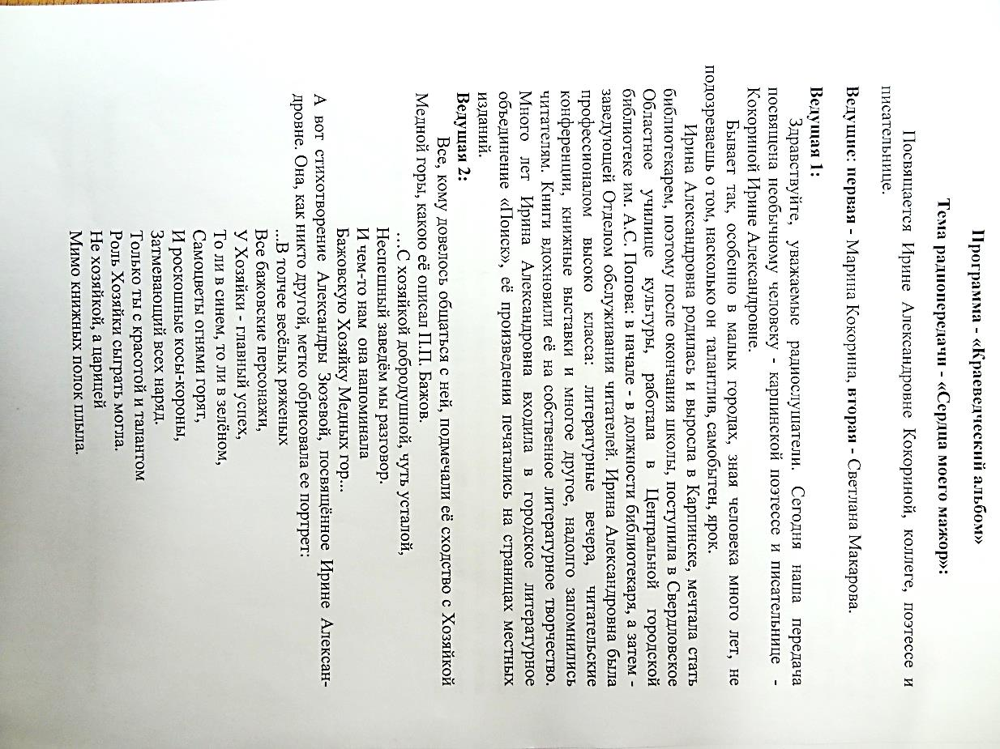 Программа - «Краеведческий альбом»
Тема радиопередачи - «Сердца моего мажор»:
Посвящается Ирине Александровне Кокориной, коллеге, поэтессе и
писательнице.
Ведущие: первая - Марина Кокорина, вторая - Светлана Макарова.
Ведущая 1:
Здравствуйте, уважаемые радиослушатели. Сегодня наша передача
посвящена необычному человеку - карпинской поэтессе и писательнице -
Кокориной Ирине Александровне.
Бывает так, особенно в малых городах, зная человека много лет, не
подозреваешь о том, насколько он талантлив, самобытен, ярок.
Ирина Александровна родилась и выросла в Карпинске, мечтала стать
библиотекарем, поэтому после окончания школы, поступила в Свердловское
Областное училище культуры, работала в Центральной городской
библиотеке им. А.С. Попова: в начале - в должности библиотекаря, а затем -
заведующей Отделом обслуживания читателей. Ирина Александровна была
профессионалом высоко класса: литературные вечера, читательские
конференции, книжные выставки и многое другое, надолго запомнились
читателям. Книги вдохновили её на собственное литературное творчество.
Много лет Ирина Александровна входила в городское литературное
объединение «Поиск», её произведения печатались на страницах местных
изданий.
Ведущая 2:
Все, кому довелось общаться с ней, подмечали её сходство с Хозяйкой
Медной горы, какою её описал П.П. Бажов.
…С хозяйкой добродушной, чуть усталой,
Неспешный заведём мы разговор.
И чем-то нам она напоминала
Бажовскую Хозяйку Медных гор...
А вот стихотворение Александры Зюзевой, посвящённое Ирине Алексан-
дровне. Она, как никто другой, метко обрисовала ее портрет:
...В толчее весёлых ряженых
Все бажовские персонажи,
У Хозяйки - главный успех,
То ли в синем, то ли в зелёном,
Самоцветы огнями горят,
И роскошные косы-короны,
Затмевающий всех наряд.
Только ты с красотой и талантом
Роль Хозяйки сыграть могла.
Не хозяйкой, а царицей
Мимо книжных полок плыла.